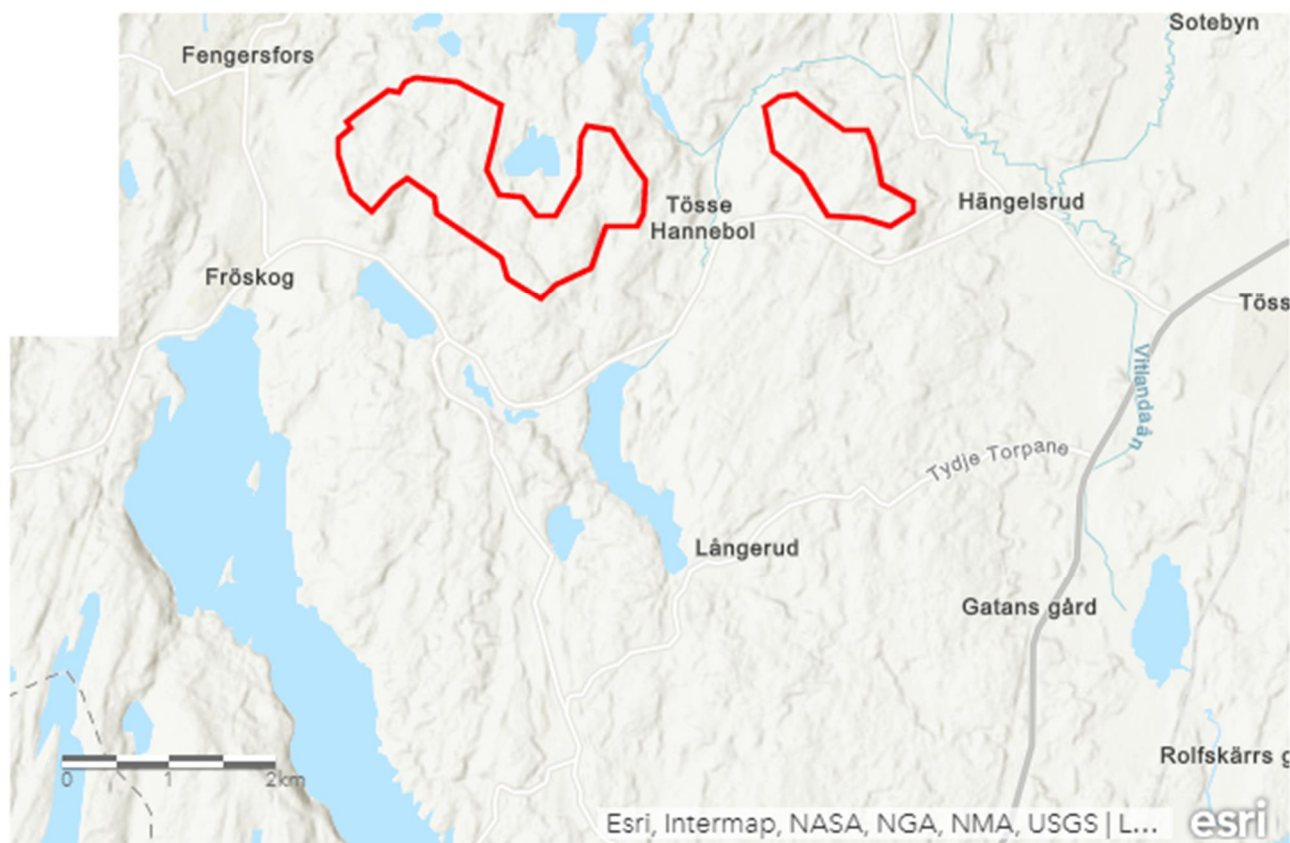 Sotebyn
Fengersfors
Hängelsrud
Tösse
Hannebol
Fröskog
Töss
Vitlandaån
Tydje Torpane
Långerud
Gatans gård
Rolfskärrs g
0 1 2km
Esri, Intermap, NASA, NGA, NMA, USGS | L...
esri